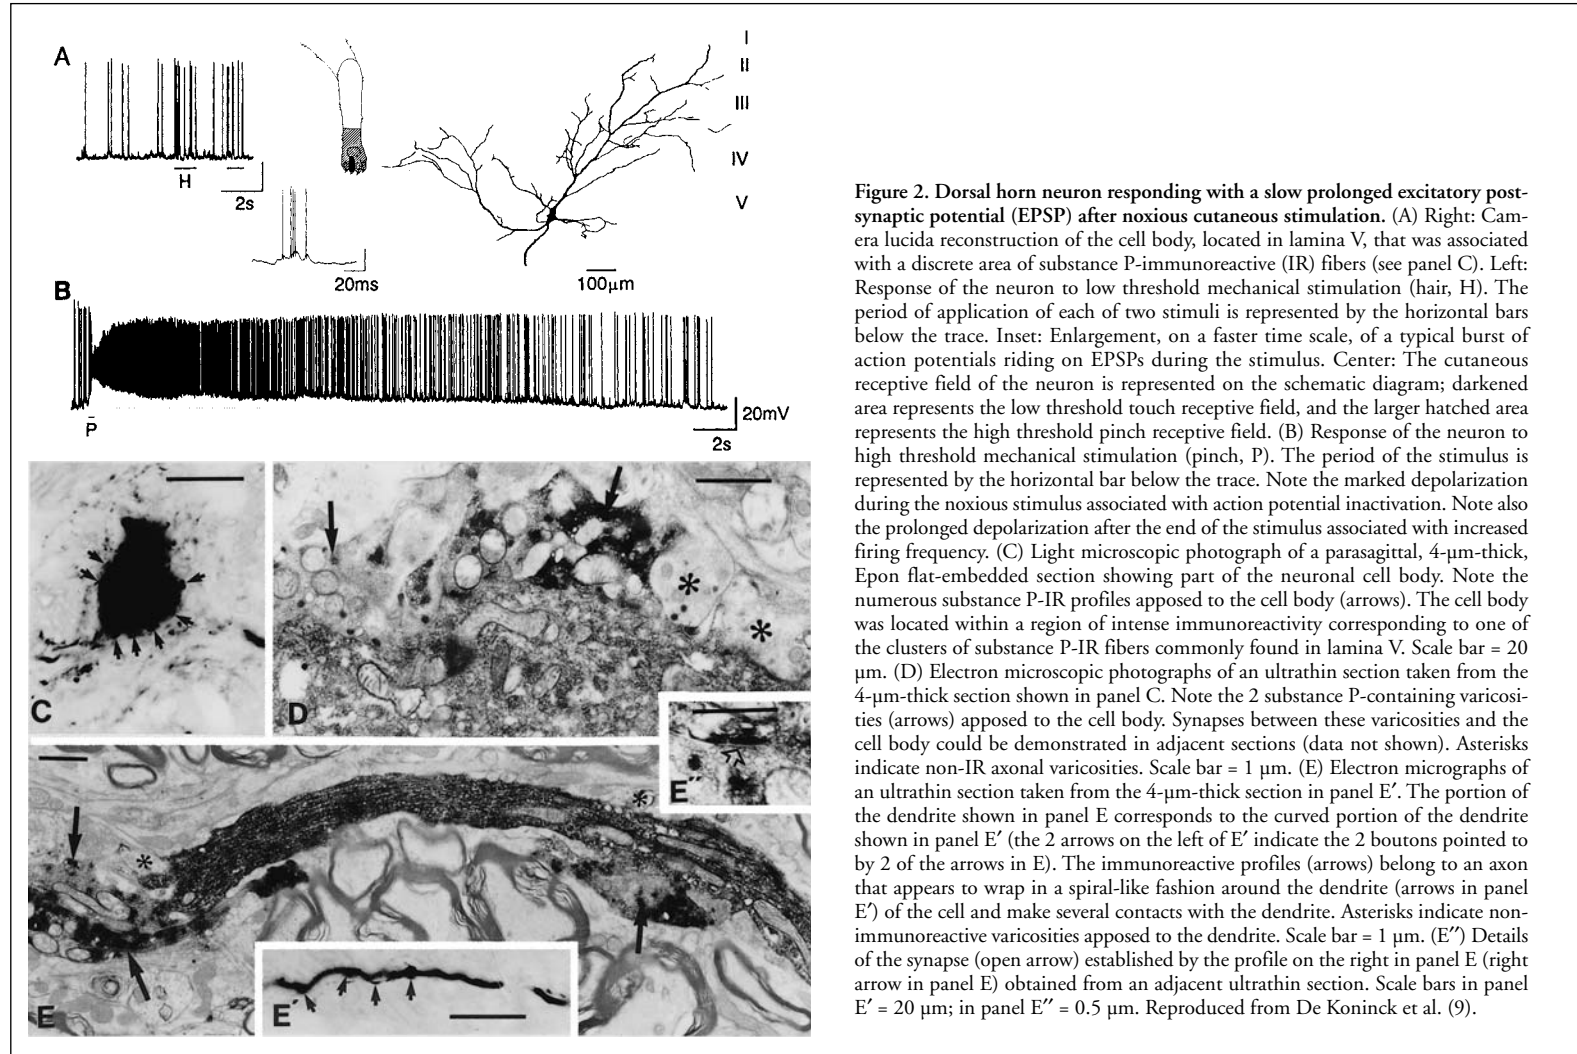 A
I
II
III
IV
V
H
2s
20ms
100µm
B
P
20mV
2s
C
D
E
E′
E″
Figure 2. Dorsal horn neuron responding with a slow prolonged excitatory post-
synaptic potential (EPSP) after noxious cutaneous stimulation. (A) Right: Cam-
era lucida reconstruction of the cell body, located in lamina V, that was associated
with a discrete area of substance P-immunoreactive (IR) fibers (see panel C). Left:
Response of the neuron to low threshold mechanical stimulation (hair, H). The
period of application of each of two stimuli is represented by the horizontal bars
below the trace. Inset: Enlargement, on a faster time scale, of a typical burst of
action potentials riding on EPSPs during the stimulus. Center: The cutaneous
receptive field of the neuron is represented on the schematic diagram; darkened
area represents the low threshold touch receptive field, and the larger hatched area
represents the high threshold pinch receptive field. (B) Response of the neuron to
high threshold mechanical stimulation (pinch, P). The period of the stimulus is
represented by the horizontal bar below the trace. Note the marked depolarization
during the noxious stimulus associated with action potential inactivation. Note also
the prolonged depolarization after the end of the stimulus associated with increased
firing frequency. (C) Light microscopic photograph of a parasagittal, 4-µm-thick,
Epon flat-embedded section showing part of the neuronal cell body. Note the
numerous substance P-IR profiles apposed to the cell body (arrows). The cell body
was located within a region of intense immunoreactivity corresponding to one of
the clusters of substance P-IR fibers commonly found in lamina V. Scale bar = 20
µm. (D) Electron microscopic photographs of an ultrathin section taken from the
4-µm-thick section shown in panel C. Note the 2 substance P-containing varicosi-
ties (arrows) apposed to the cell body. Synapses between these varicosities and the
cell body could be demonstrated in adjacent sections (data not shown). Asterisks
indicate non-IR axonal varicosities. Scale bar = 1 µm. (E) Electron micrographs of
an ultrathin section taken from the 4-µm-thick section in panel E′. The portion of
the dendrite shown in panel E corresponds to the curved portion of the dendrite
shown in panel E′ (the 2 arrows on the left of E′ indicate the 2 boutons pointed to
by 2 of the arrows in E). The immunoreactive profiles (arrows) belong to an axon
that appears to wrap in a spiral-like fashion around the dendrite (arrows in panel
E′) of the cell and make several contacts with the dendrite. Asterisks indicate non-
immunoreactive varicosities apposed to the dendrite. Scale bar = 1 µm. (E″) Details
of the synapse (open arrow) established by the profile on the right in panel E (right
arrow in panel E) obtained from an adjacent ultrathin section. Scale bars in panel
E′ = 20 µm; in panel E″ = 0.5 µm. Reproduced from De Koninck et al. (9).